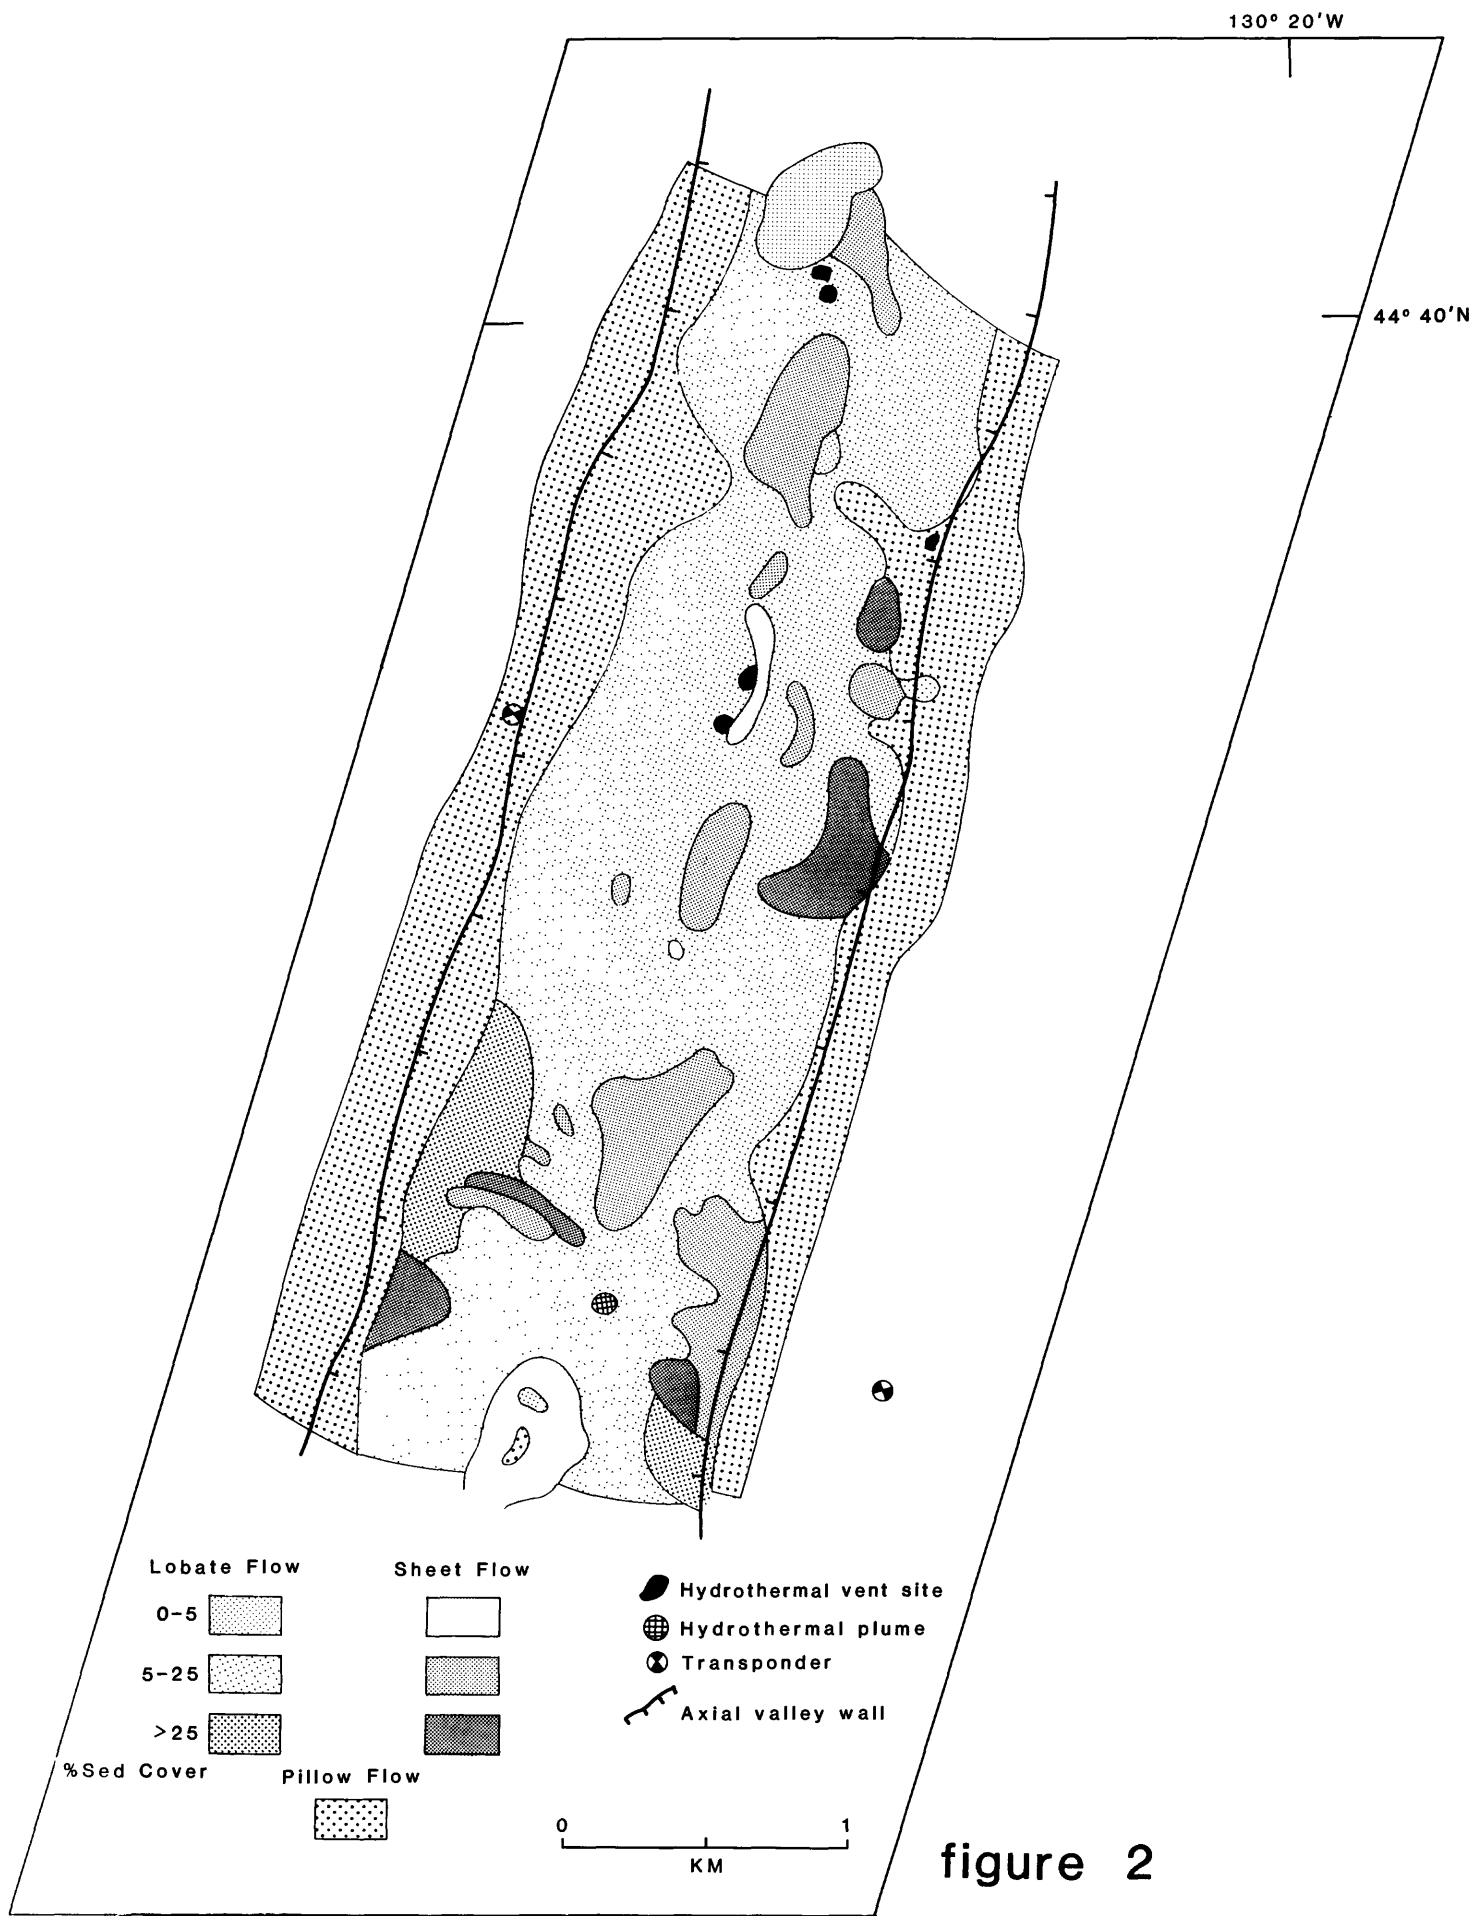 130° 20'W
44° 40'N
Lobate Flow
Sheet Flow
0-5
5-25
>25
%Sed Cover
Pillow Flow
Hydrothermal vent site
Hydrothermal plume
Transponder
Axial valley wall
0 1
KM
figure 2